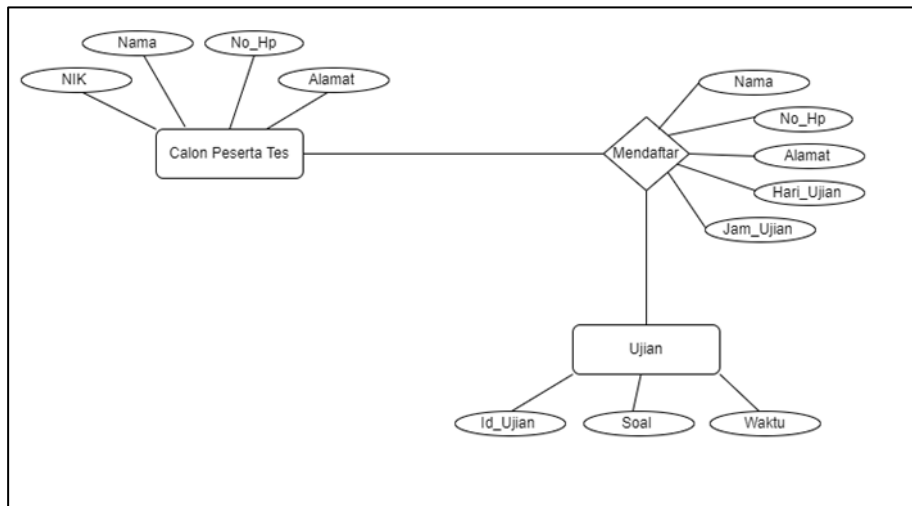 Nama
No_Hp
NIK
Alamat
Calon Peserta Tes
Mendaftar
Nama
No_Hp
Alamat
Hari_Ujian
Jam_Ujian
Ujian
Id_Ujian
Soal
Waktu